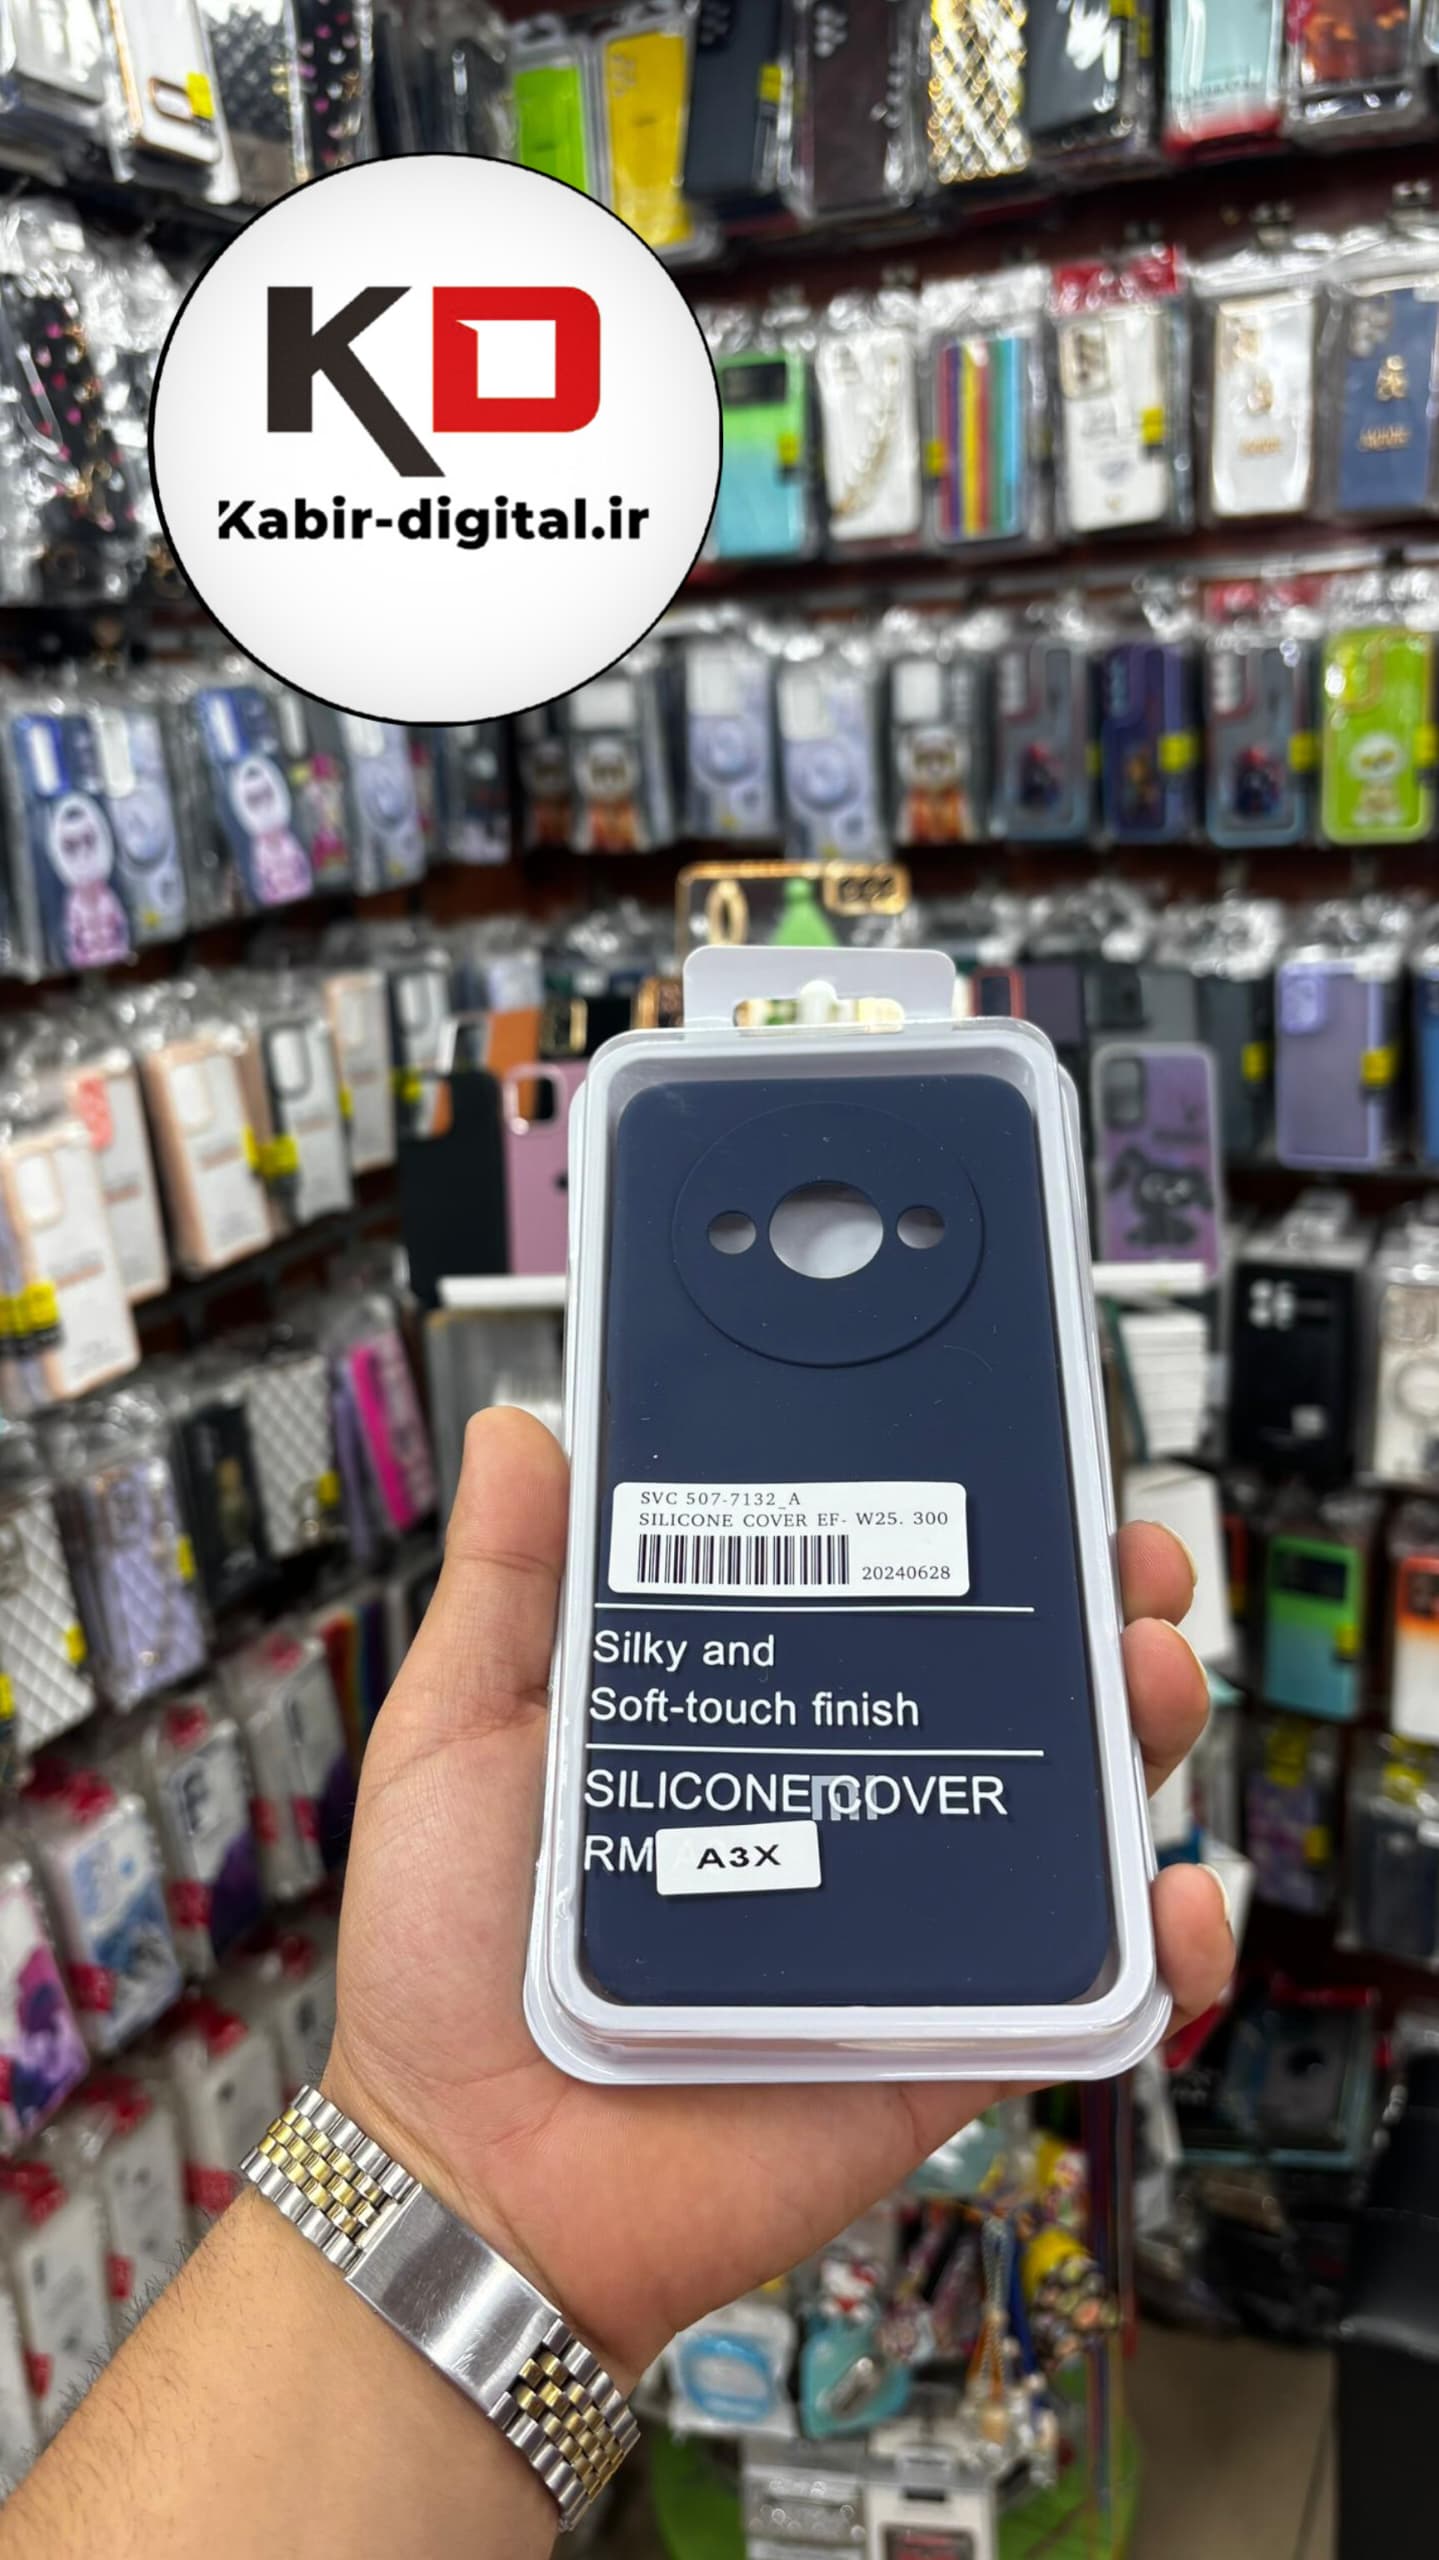 KD
Kabir-digital.ir
SVC 507-7132_A
SILICONE COVER EF- W25. 300
20240628
Silky and
Soft-touch finish
SILICONE COVER
mi
RM A3X